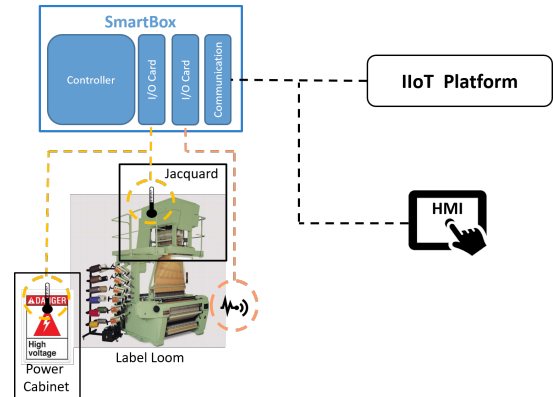 SmartBox
Controller
I/O Card
I/O Card
Communication
IIoT Platform
HMI
Jacquard
DANGER
High
voltage
Power
Cabinet
Label Loom